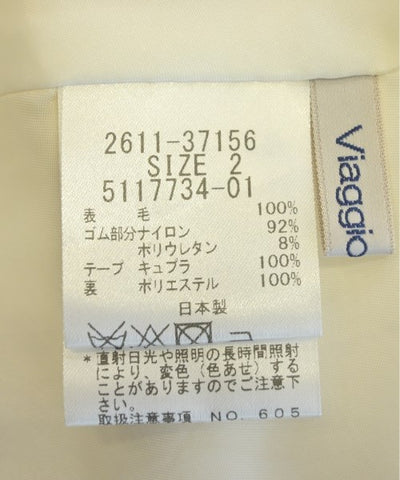 2611-37156
SIZE 2
5117734-01
表 毛 100%
ゴム部分ナイロン 92%
ポリウレタン 8%
テープ キュプラ 100%
裏 ポリエステル 100%
日本製
*直射日光や照明の長時間照射
により、変色(色あせ)する
ことがありますのでご注意下
さい。
取扱注意事項 NO. 605
Viaggio